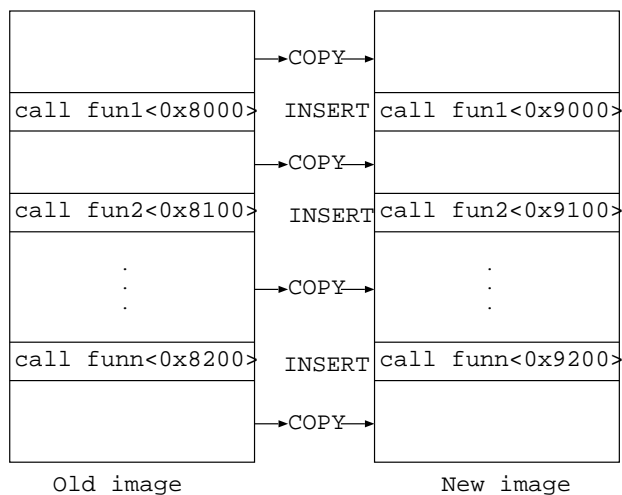 COPY
call fun1<0x8000> INSERT call fun1<0x9000>
COPY
call fun2<0x8100> INSERT call fun2<0x9100>
COPY
call funn<0x8200> INSERT call funn<0x9200>
COPY
Old image New image